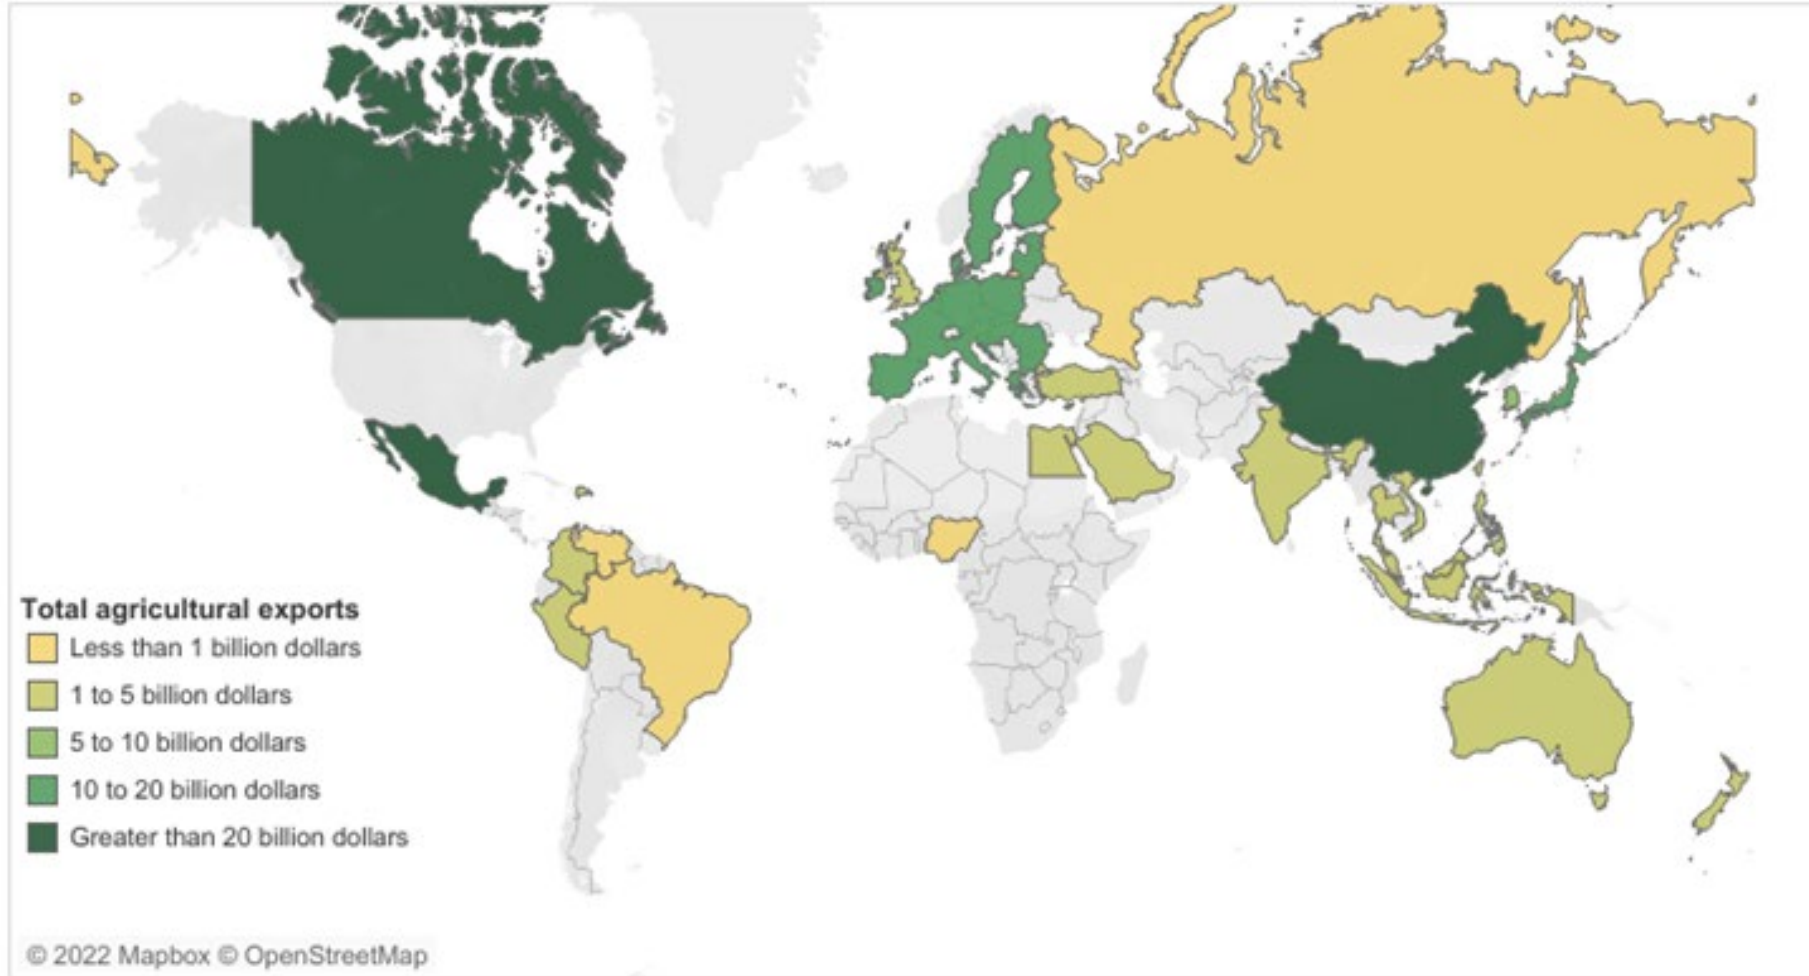 Total agricultural exports
Less than 1 billion dollars
1 to 5 billion dollars
5 to 10 billion dollars
10 to 20 billion dollars
Greater than 20 billion dollars
© 2022 Mapbox © OpenStreetMap